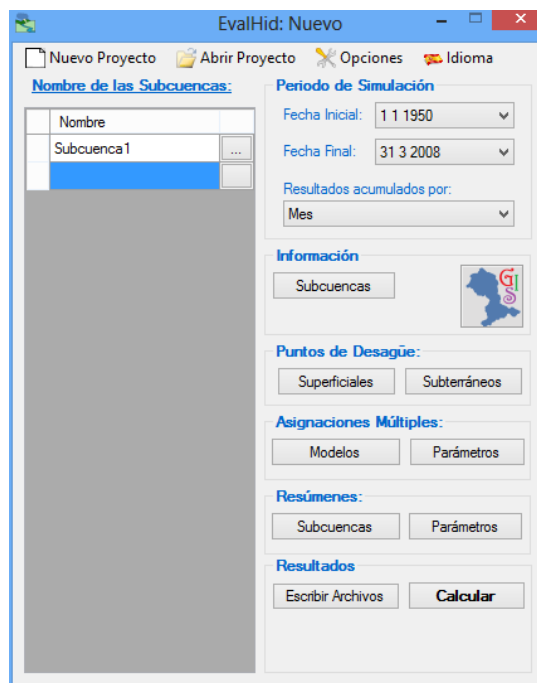 EvalHid: Nuevo
Nuevo Proyecto Abrir Proyecto Opciones Idioma
Nombre de las Subcuencas:
Nombre
Subcuenca1 ...
Periodo de Simulación
Fecha Inicial: 1 1 1950
Fecha Final: 31 3 2008
Resultados acumulados por:
Mes
Información
Subcuencas
GIS
Puntos de Desagüe:
Superficiales Subterráneos
Asignaciones Múltiples:
Modelos Parámetros
Resúmenes:
Subcuencas Parámetros
Resultados
Escribir Archivos Calcular